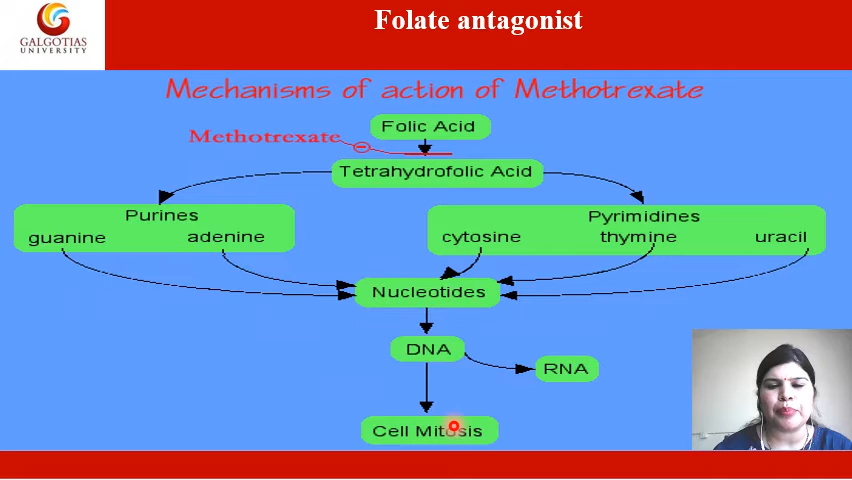 Folate antagonist
GALGOTIAS
UNIVERSITY
Mechanisms of action of Methotrexate
Folic Acid
Methotrexate
Tetrahydrofolic Acid
Purines
guanine adenine
Pyrimidines
cytosine thymine uracil
Nucleotides
DNA
RNA
Cell Mitosis